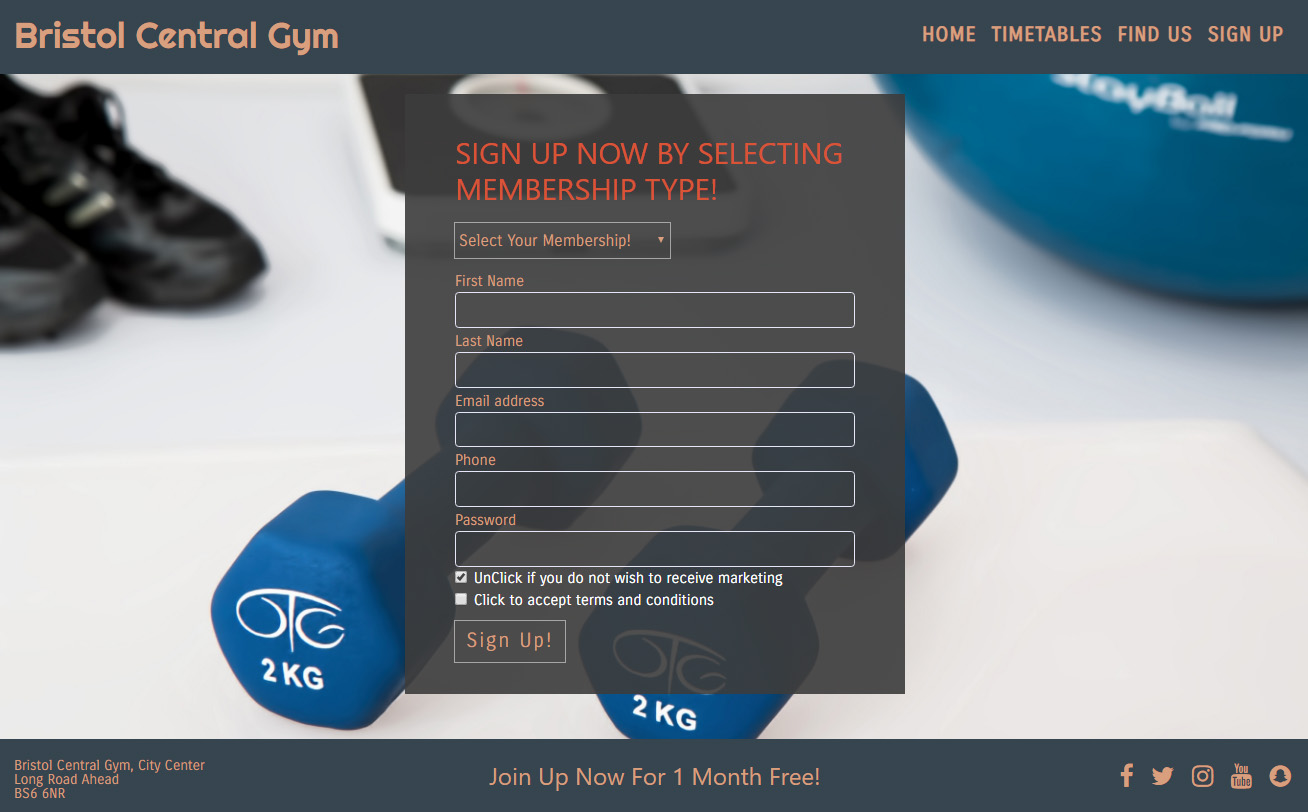 Bristol Central Gym
HOME TIMETABLES FIND US SIGN UP
SIGN UP NOW BY SELECTING
MEMBERSHIP TYPE!
Select Your Membership!
First Name
Last Name
Email address
Phone
Password
UnClick if you do not wish to receive marketing
Click to accept terms and conditions
Sign Up!
2 KG
2 KG
Bristol Central Gym, City Center
Long Road Ahead
BS6 6NR
Join Up Now For 1 Month Free!
You
Tube